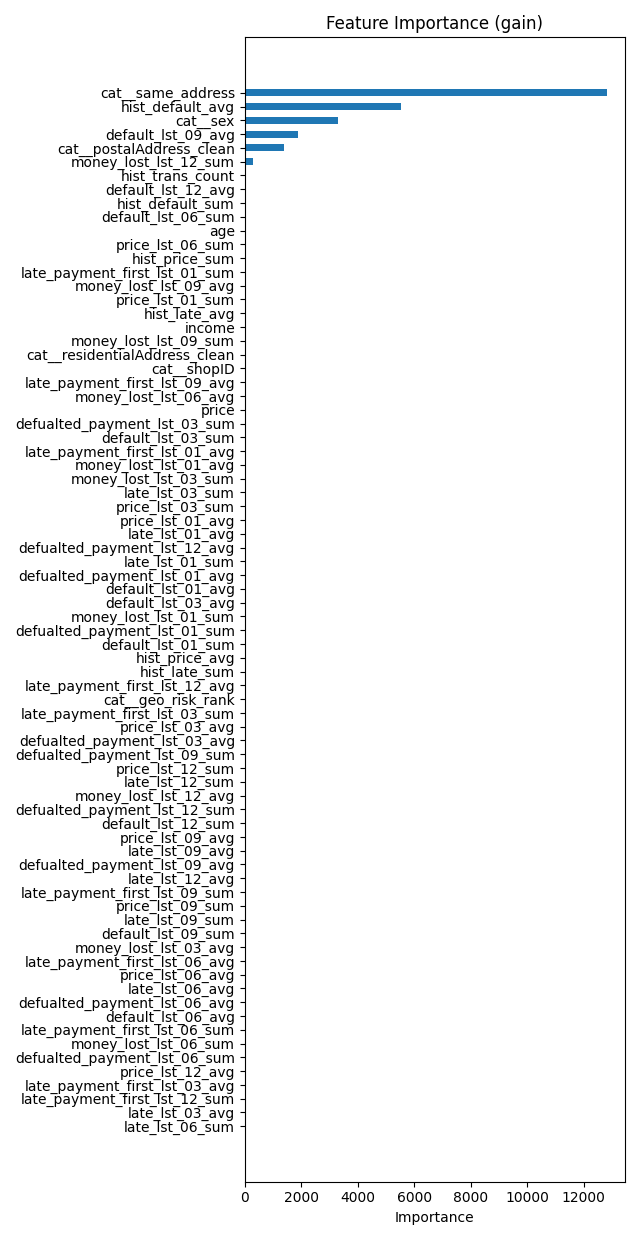 Feature Importance (gain)
cat__same_address
hist_default_avg
cat__sex
default_lst_09_avg
cat__postalAddress_clean
money_lost_lst_12_sum
hist_trans_count
default_lst_12_avg
hist_default_sum
default_lst_06_sum
age
price_lst_06_sum
hist_price_sum
late_payment_first_lst_01_sum
money_lost_lst_09_avg
price_lst_01_sum
hist_late_avg
income
money_lost_lst_09_sum
cat__residentialAddress_clean
cat__shopID
late_payment_first_lst_09_avg
money_lost_lst_06_avg
price
defualted_payment_lst_03_sum
default_lst_03_sum
late_payment_first_lst_01_avg
money_lost_lst_01_avg
money_lost_lst_03_sum
late_lst_03_sum
price_lst_03_sum
price_lst_01_avg
late_lst_01_avg
defualted_payment_lst_12_avg
late_lst_01_sum
defualted_payment_lst_01_avg
default_lst_01_avg
default_lst_03_avg
money_lost_lst_01_sum
defualted_payment_lst_01_sum
default_lst_01_sum
hist_price_avg
hist_late_sum
late_payment_first_lst_12_avg
cat__geo_risk_rank
late_payment_first_lst_03_sum
price_lst_03_avg
defualted_payment_lst_03_avg
defualted_payment_lst_09_sum
price_lst_12_sum
late_lst_12_sum
money_lost_lst_12_avg
defualted_payment_lst_12_sum
default_lst_12_sum
price_lst_09_avg
late_lst_09_avg
defualted_payment_lst_09_avg
late_lst_12_avg
late_payment_first_lst_09_sum
price_lst_09_sum
late_lst_09_sum
default_lst_09_sum
money_lost_lst_03_avg
late_payment_first_lst_06_avg
price_lst_06_avg
late_lst_06_avg
defualted_payment_lst_06_avg
default_lst_06_avg
late_payment_first_lst_06_sum
money_lost_lst_06_sum
defualted_payment_lst_06_sum
price_lst_12_avg
late_payment_first_lst_03_avg
late_payment_first_lst_12_sum
late_lst_03_avg
late_lst_06_sum
0 2000 4000 6000 8000 10000 12000
Importance